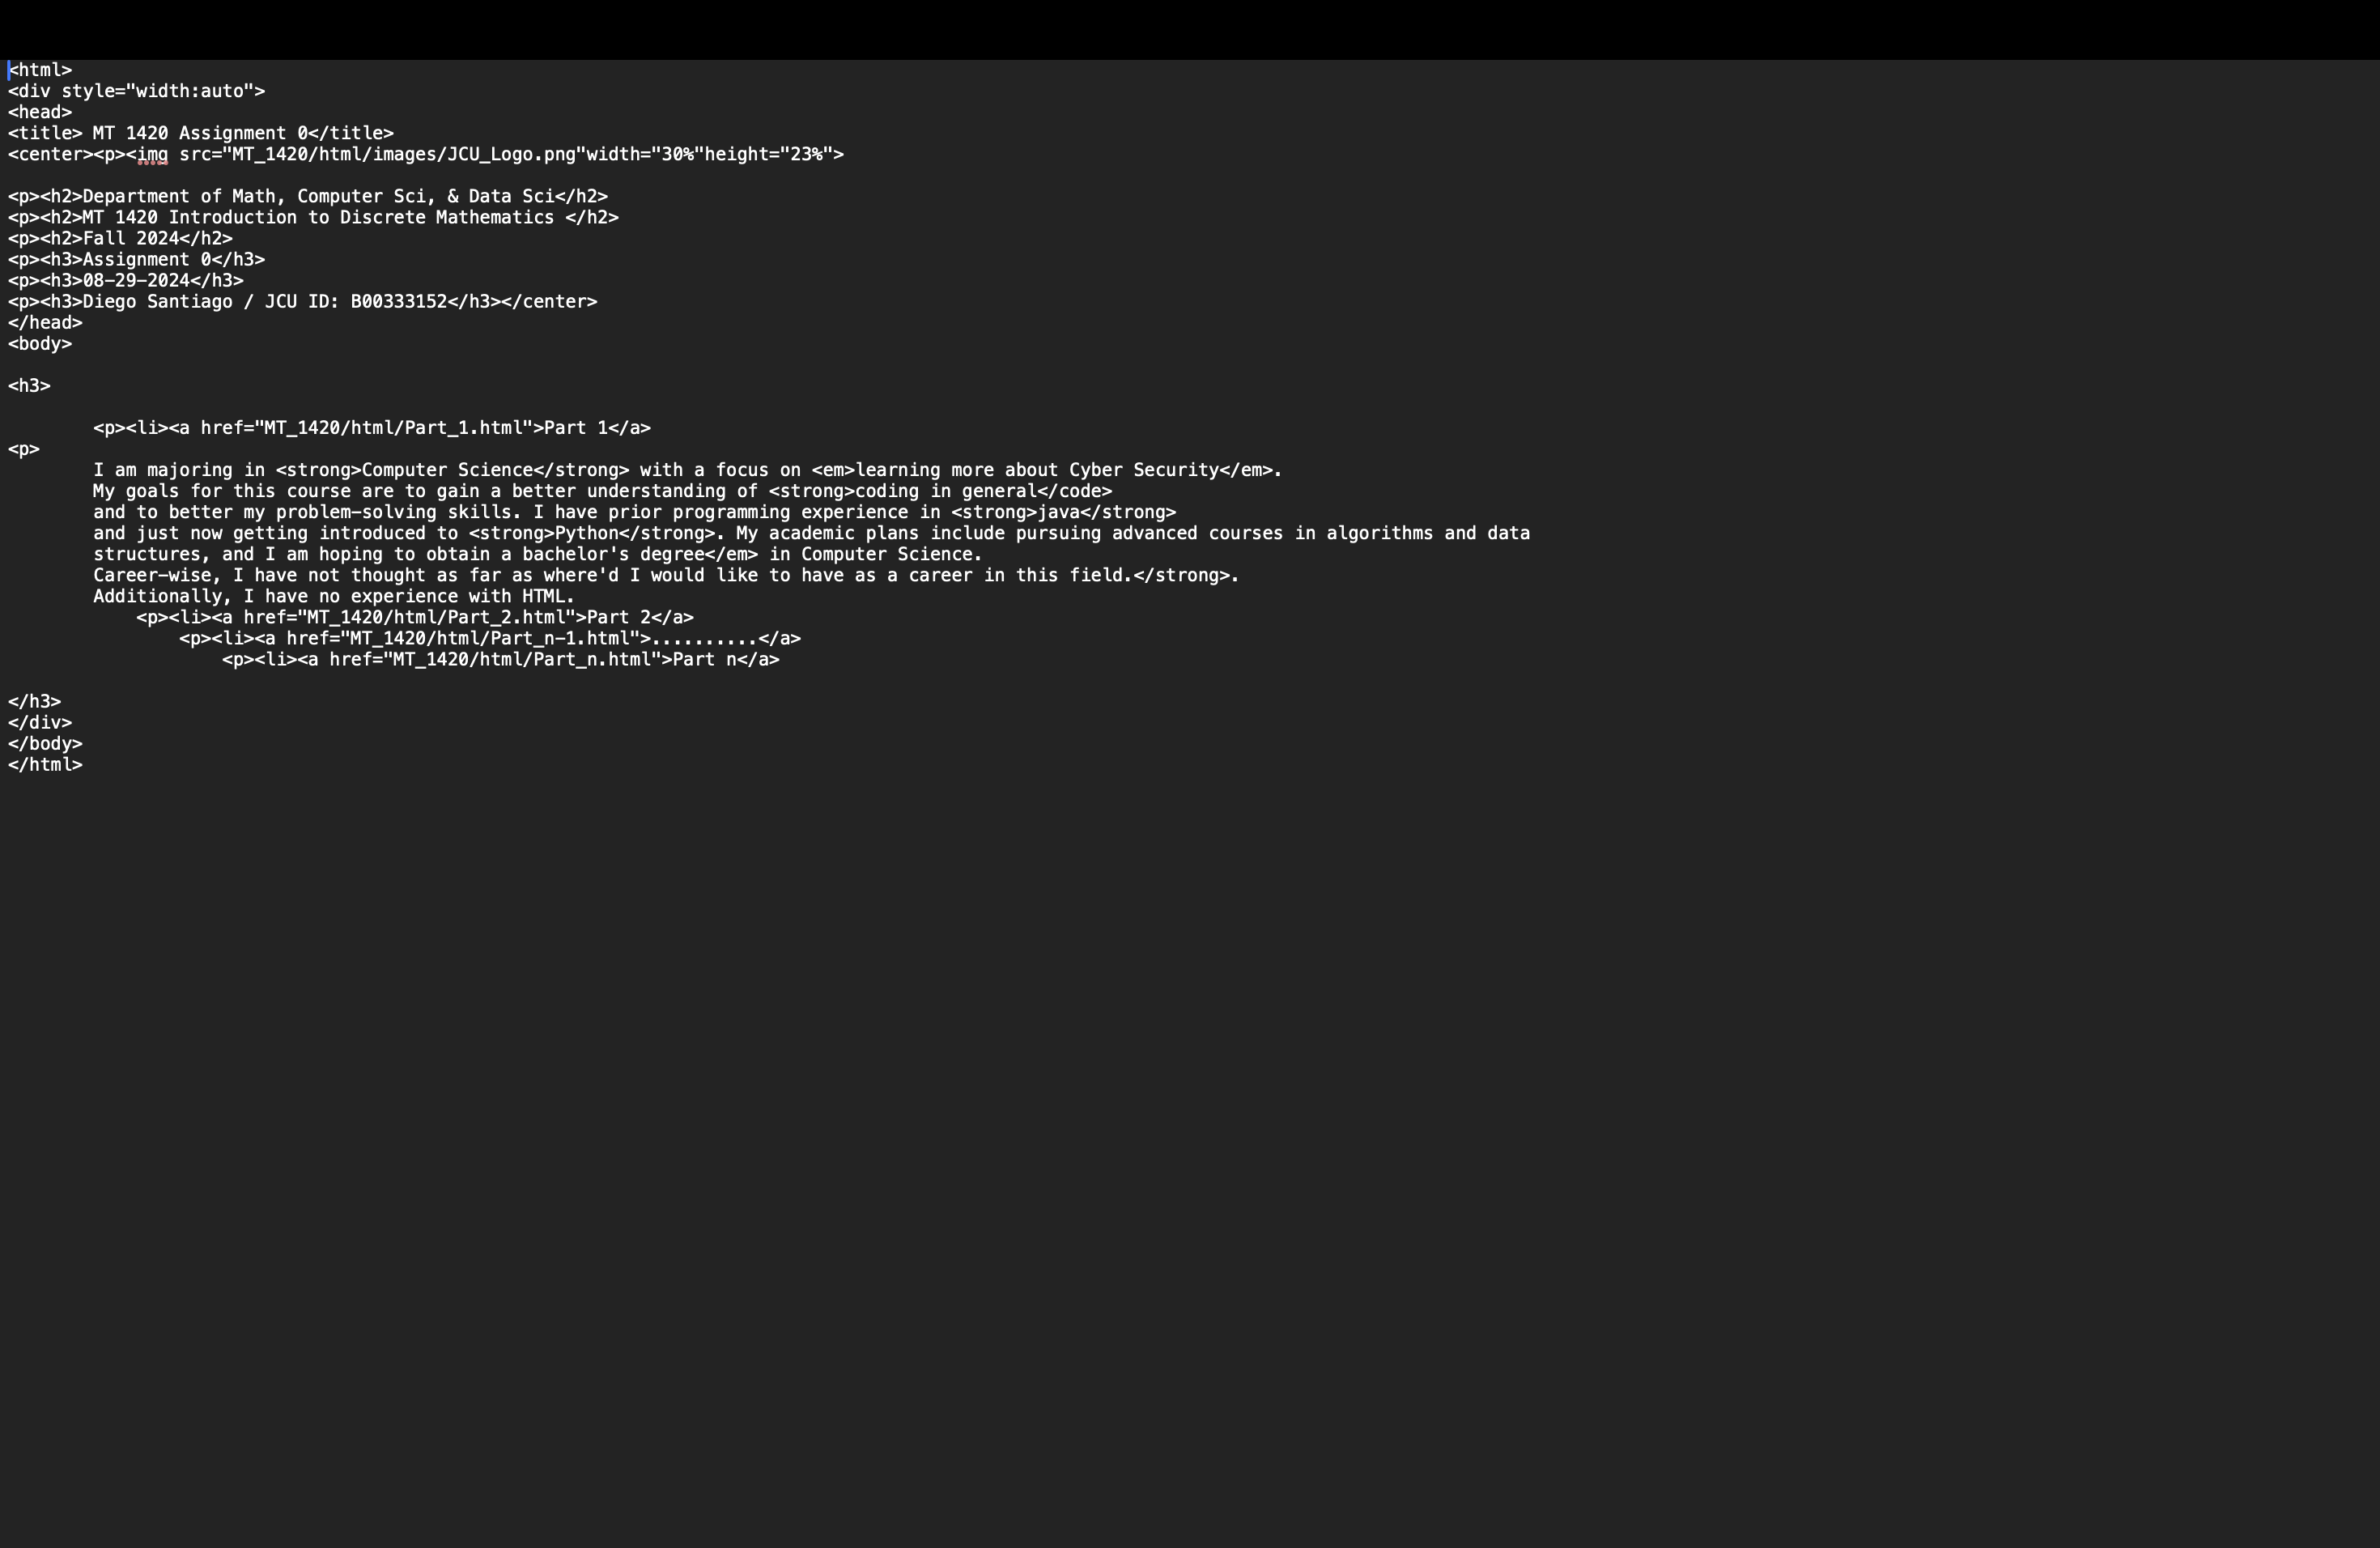 <html>
<div style="width:auto">
<head>
<title> MT 1420 Assignment 0</title>
<center><p><img src="MT_1420/html/images/JCU_Logo.png"width="30%"height="23%">
<p><h2>Department of Math, Computer Sci, & Data Sci</h2>
<p><h2>MT 1420 Introduction to Discrete Mathematics </h2>
<p><h2>Fall 2024</h2>
<p><h3>Assignment 0</h3>
<p><h3>08-29-2024</h3>
<p><h3>Diego Santiago / JCU ID: B00333152</h3></center>
</head>
<body>
<h3>
<p><li><a href="MT_1420/html/Part_1.html">Part 1</a>
<p>
I am majoring in <strong>Computer Science</strong> with a focus on <em>learning more about Cyber Security</em>.
My goals for this course are to gain a better understanding of <strong>coding in general</code>
and to better my problem-solving skills. I have prior programming experience in <strong>java</strong>
and just now getting introduced to <strong>Python</strong>. My academic plans include pursuing advanced courses in algorithms and data
structures, and I am hoping to obtain a bachelor's degree</em> in Computer Science.
Career-wise, I have not thought as far as where'd I would like to have as a career in this field.</strong>.
Additionally, I have no experience with HTML.
<p><li><a href="MT_1420/html/Part_2.html">Part 2</a>
<p><li><a href="MT_1420/html/Part_n-1.html">..........</a>
<p><li><a href="MT_1420/html/Part_n.html">Part n</a>
</h3>
</div>
</body>
</html>